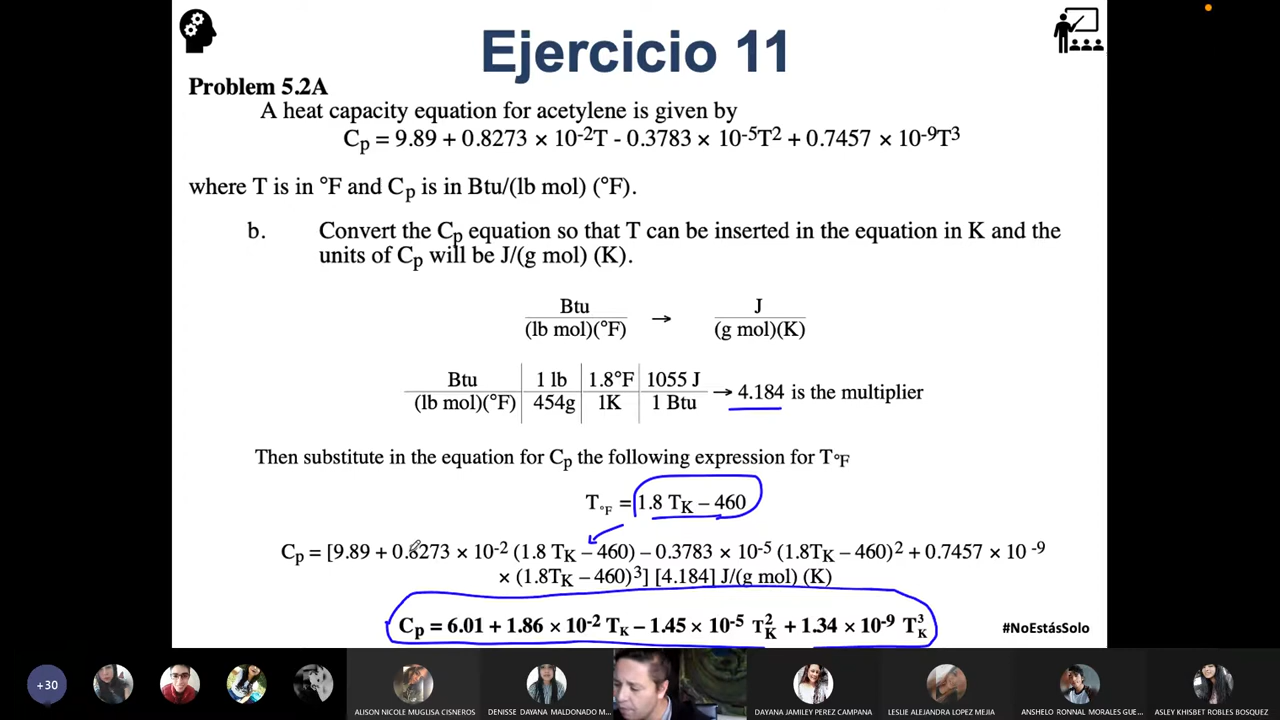 Ejercicio 11
Problem 5.2A
A heat capacity equation for acetylene is given by
Cp = 9.89 + 0.8273 × 10-2T - 0.3783 × 10-5T2 + 0.7457 × 10-9T3
where T is in °F and Cp is in Btu/(lb mol) (°F).
b. Convert the Cp equation so that T can be inserted in the equation in K and the
units of Cp will be J/(g mol) (K).
Btu J
(lb mol)(°F) → (g mol)(K)
Btu 1 lb 1.8°F 1055 J
→ 4.184 is the multiplier
(lb mol)(°F) 454g 1K 1 Btu
Then substitute in the equation for Cp the following expression for T°F
T°F = 1.8 TK – 460
Cp = [9.89 + 0.8273 × 10-2 (1.8 TK – 460) – 0.3783 × 10-5 (1.8TK – 460)2 + 0.7457 × 10 -9
× (1.8TK – 460)3] [4.184] J/(g mol) (K)
Cp = 6.01 + 1.86 × 10-2 TK – 1.45 × 10-5 TK2 + 1.34 × 10-9 TK3
#NoEstásSolo
+30
ALISON NICOLE MUGLISA CISNEROS
DENISSE DAYANA MALDONADO M...
DAYANA JAMILEY PEREZ CAMPANA
LESLIE ALEJANDRA LOPEZ MEJIA
ANSHELO RONNAL MORALES GUE...
ASLEY KHISBET ROBLES BOSQUEZ